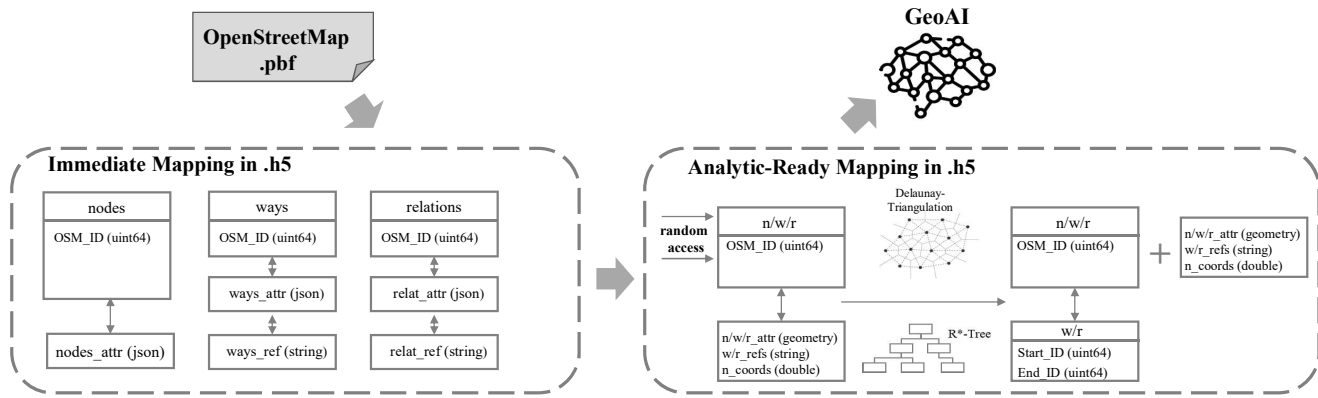 OpenStreetMap
.pbf
GeoAI
Immediate Mapping in .h5
nodes
OSM_ID (uint64)
nodes_attr (json)
ways
OSM_ID (uint64)
ways_attr (json)
ways_ref (string)
relations
OSM_ID (uint64)
relat_attr (json)
relat_ref (string)
Analytic-Ready Mapping in .h5
random
access
n/w/r
OSM_ID (uint64)
n/w/r_attr (geometry)
w/r_refs (string)
n_coords (double)
Delaunay-
Triangulation
R*-Tree
n/w/r
OSM_ID (uint64)
w/r
Start_ID (uint64)
End_ID (uint64)
+
n/w/r_attr (geometry)
w/r_refs (string)
n_coords (double)